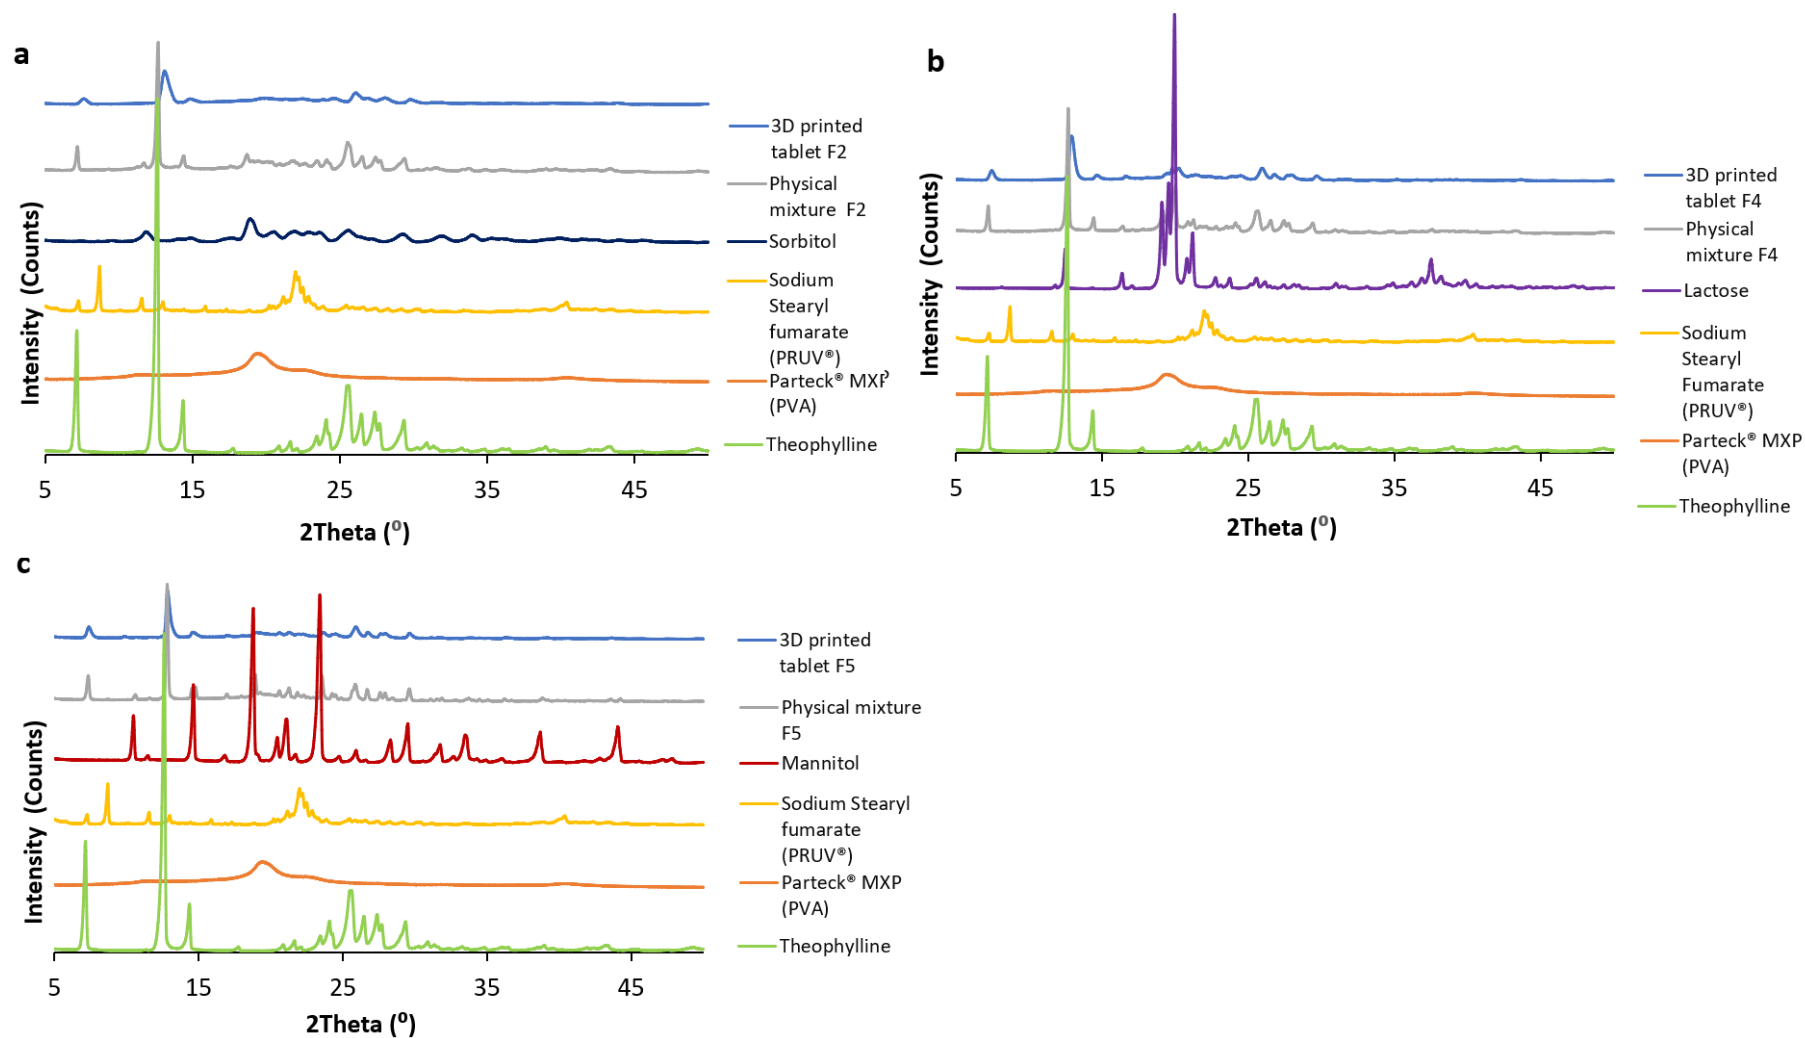 a
Intensity (Counts)
3D printed
tablet F2
Physical
mixture F2
Sorbitol
Sodium
Stearyl
fumarate
(PRUV®)
Parteck® MXP
(PVA)
Theophylline
5 15 25 35 45
2Theta (⁰)
b
Intensity (Counts)
3D printed
tablet F4
Physical
mixture F4
Lactose
Sodium
Stearyl
Fumarate
(PRUV®)
Parteck® MXP
(PVA)
Theophylline
5 15 25 35 45
2Theta (⁰)
c
Intensity (Counts)
3D printed
tablet F5
Physical mixture
F5
Mannitol
Sodium Stearyl
fumarate
(PRUV®)
Parteck® MXP
(PVA)
Theophylline
5 15 25 35 45
2Theta (⁰)